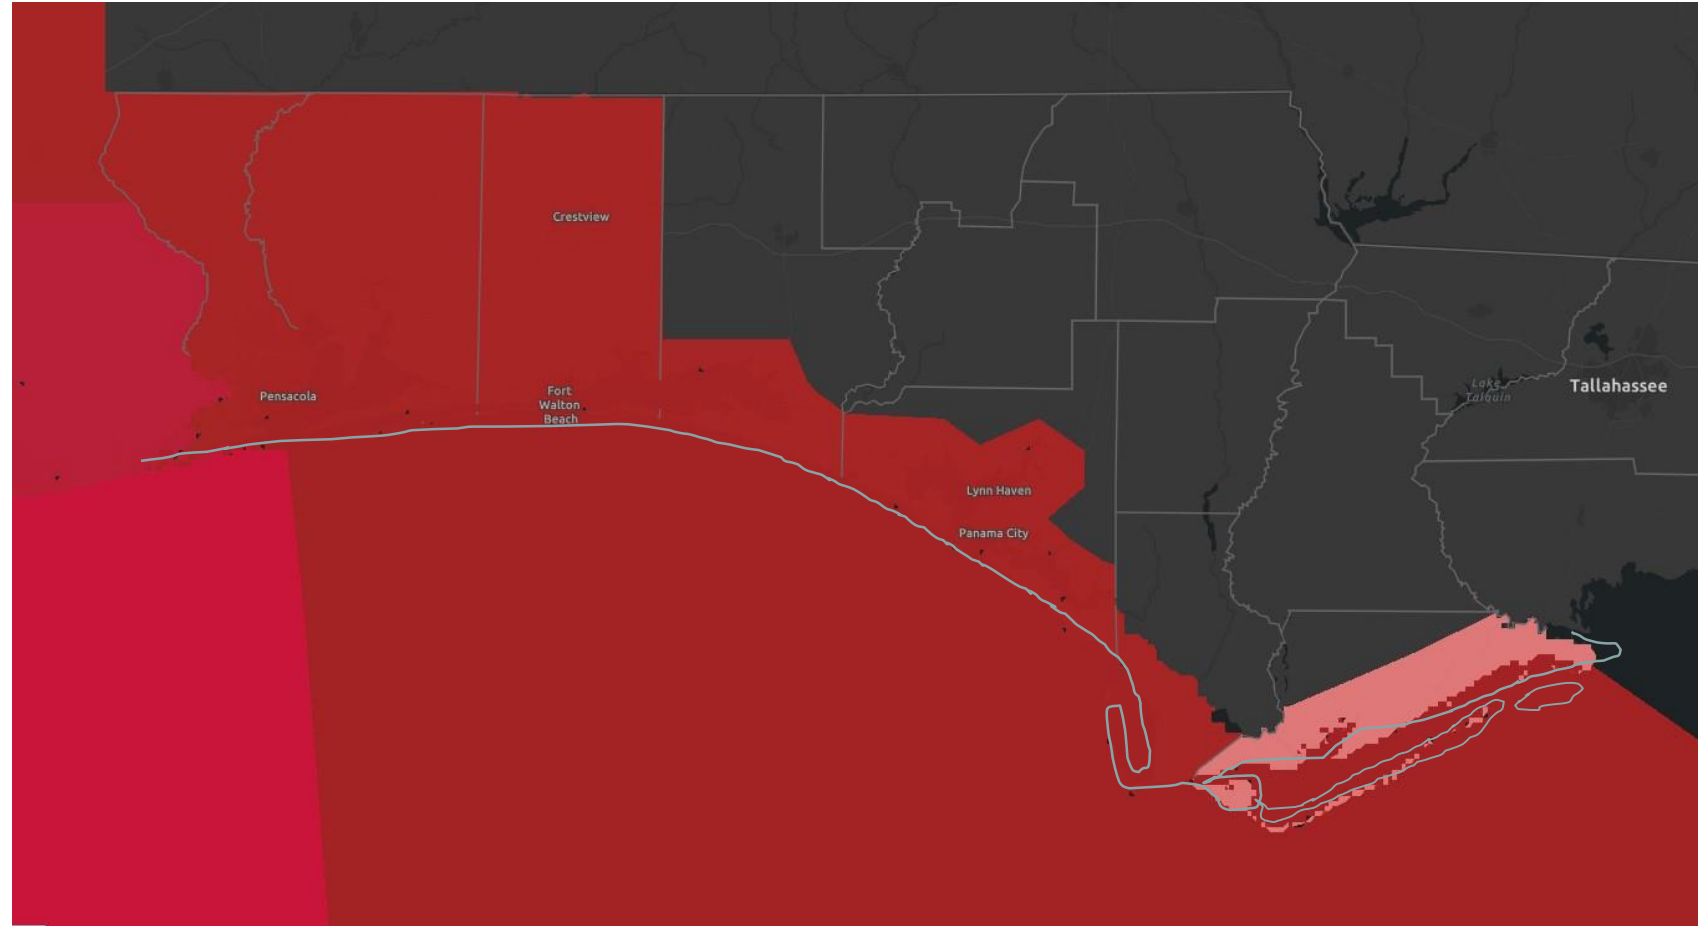 Crestview
Pensacola
Fort
Walton
Beach
Lake
Talquin
Tallahassee
Lynn Haven
Panama City